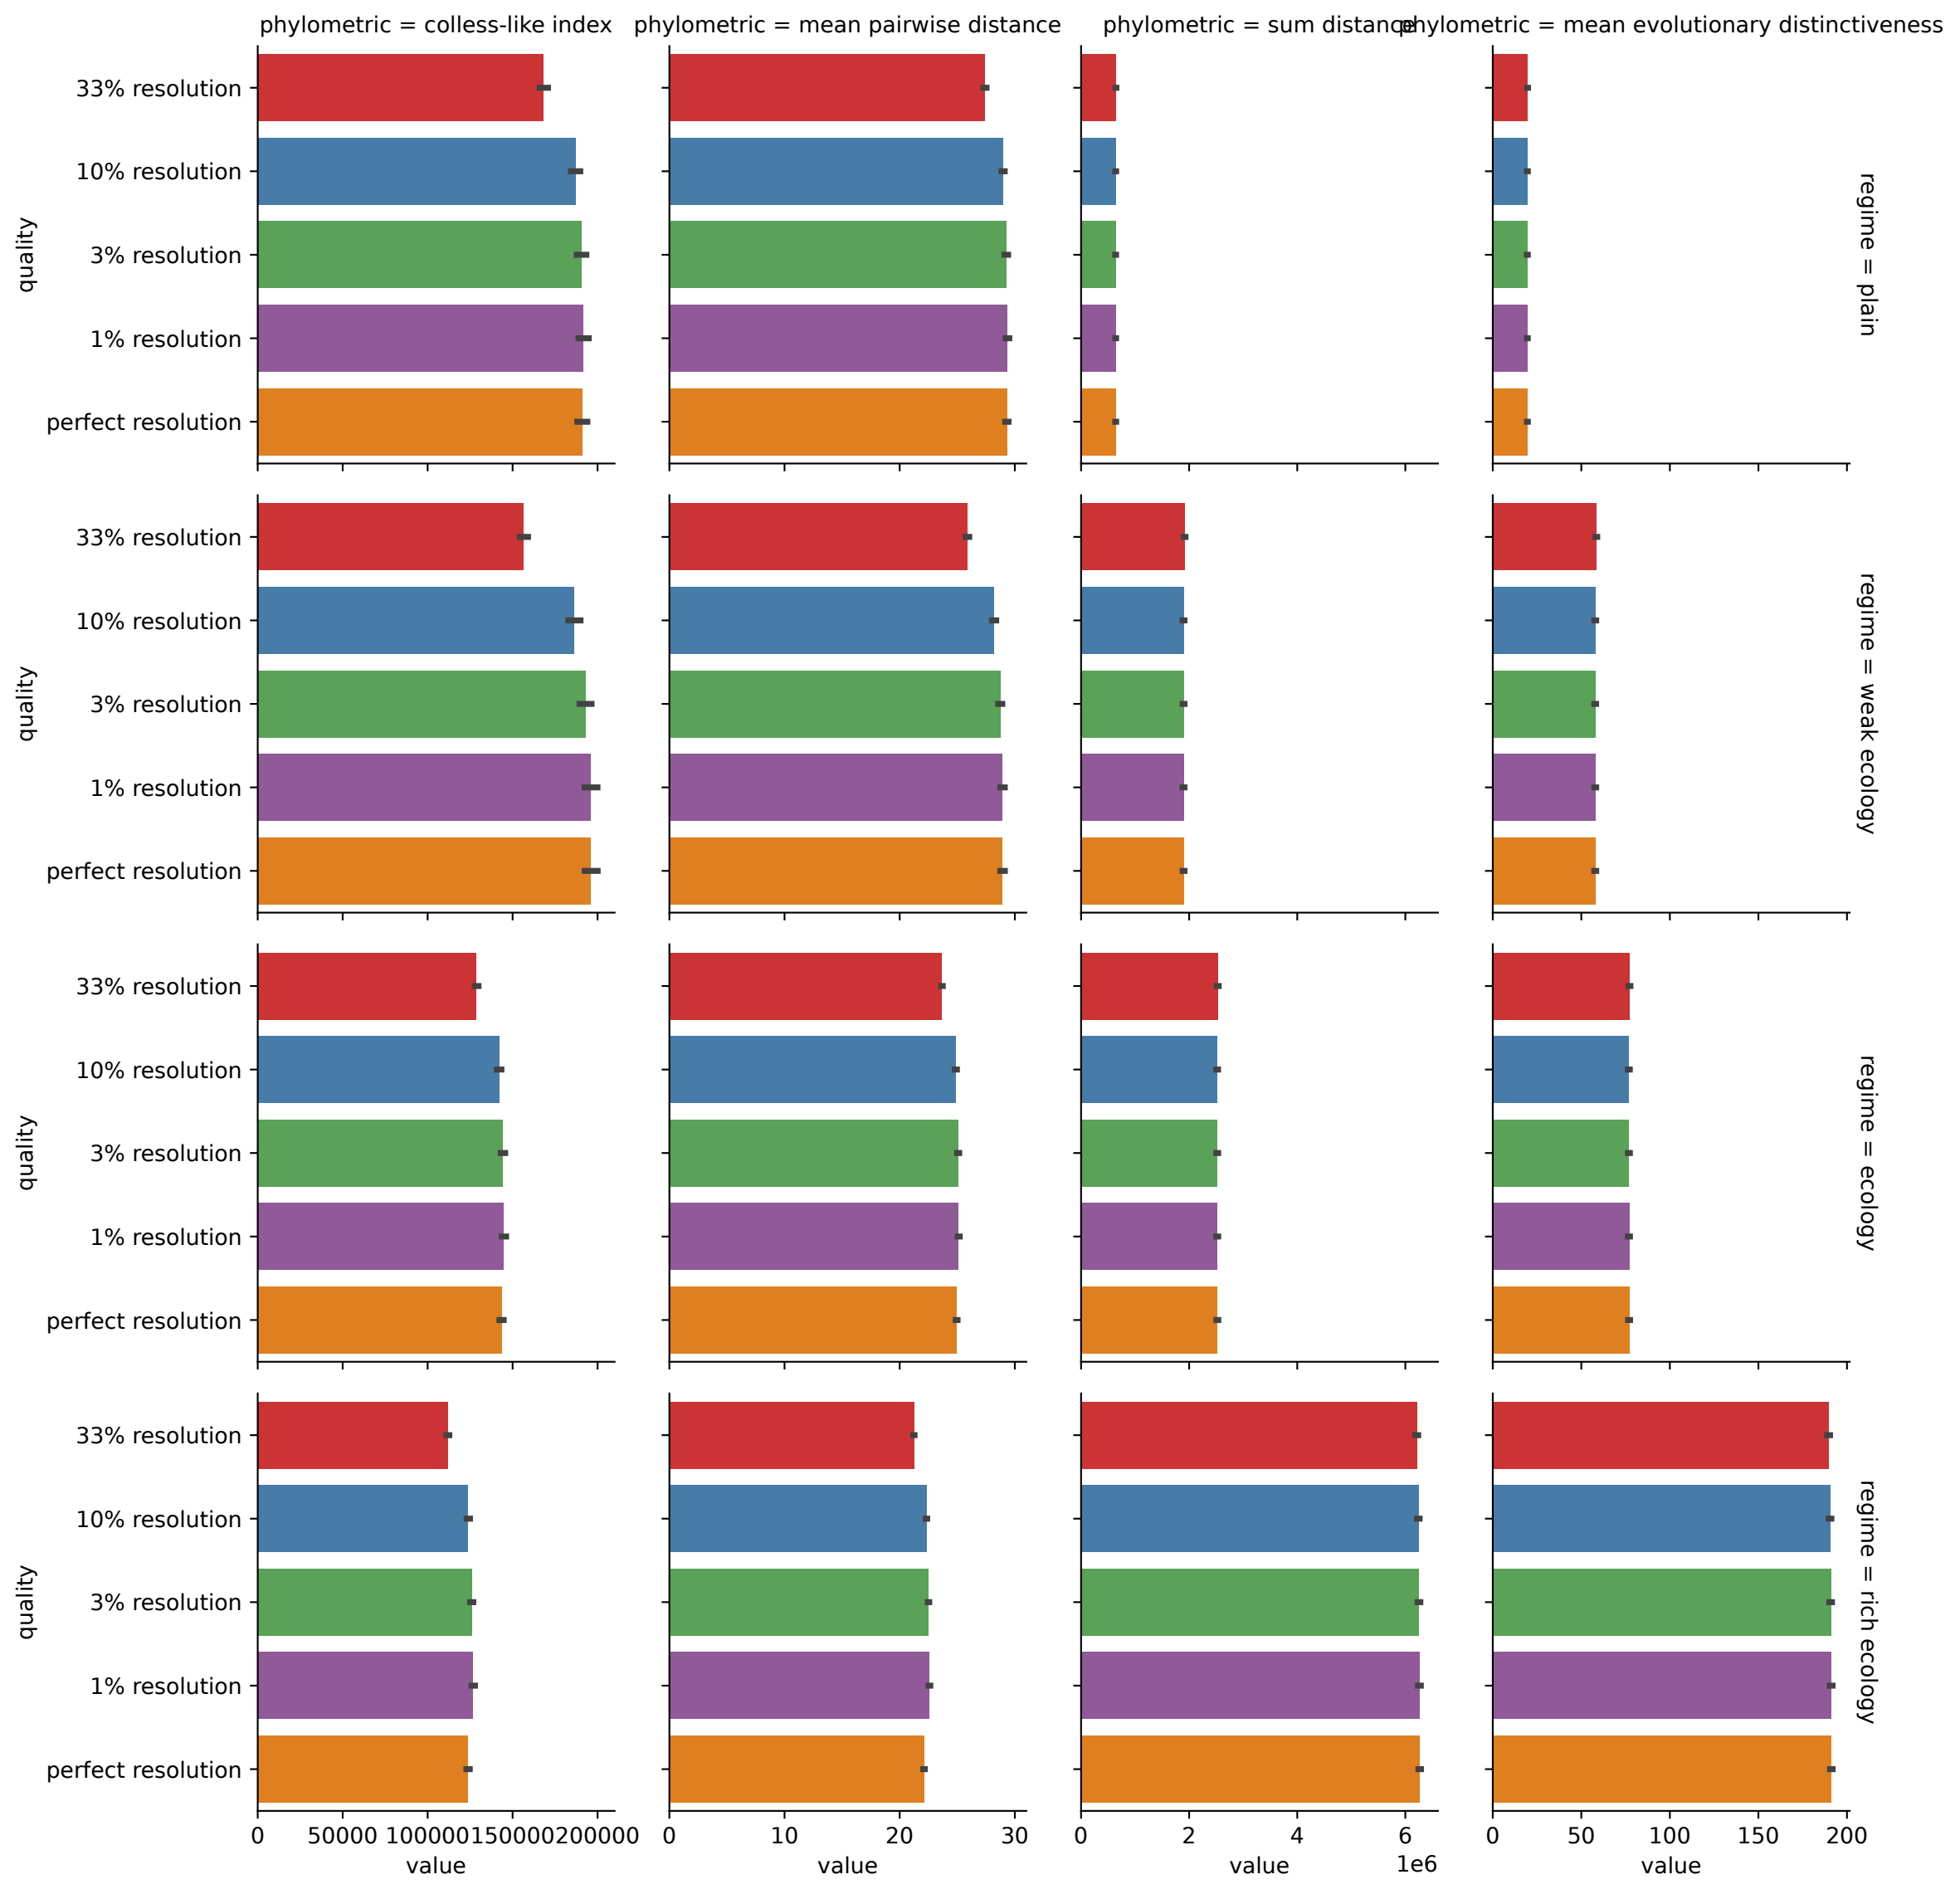 phylometric = colless-like index
phylometric = mean pairwise distance
phylometric = sum distance
phylometric = mean evolutionary distinctiveness
quality
33% resolution
10% resolution
3% resolution
1% resolution
perfect resolution
regime = plain
quality
33% resolution
10% resolution
3% resolution
1% resolution
perfect resolution
regime = weak ecology
quality
33% resolution
10% resolution
3% resolution
1% resolution
perfect resolution
regime = ecology
quality
33% resolution
10% resolution
3% resolution
1% resolution
perfect resolution
regime = rich ecology
0 50000 100000 150000 200000
value
0 10 20 30
value
0 2 4 6
1e6
value
0 50 100 150 200
value